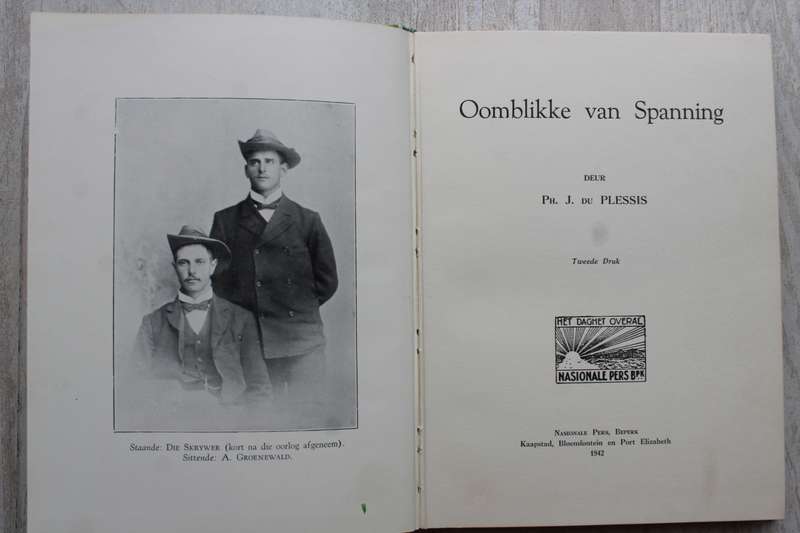 Staande: DIE SKRYWER (kort na die oorlog afgeneem).
Sittende: A. GROENEWALD.
Oomblikke van Spanning
DEUR
PH. J. DU PLESSIS
Tweede Druk
HET DAGHET OVERAL
NASIONALE PERS BPK
NASIONALE PERS, BEPERK
Kaapstad, Bloemfontein en Port Elizabeth
1942